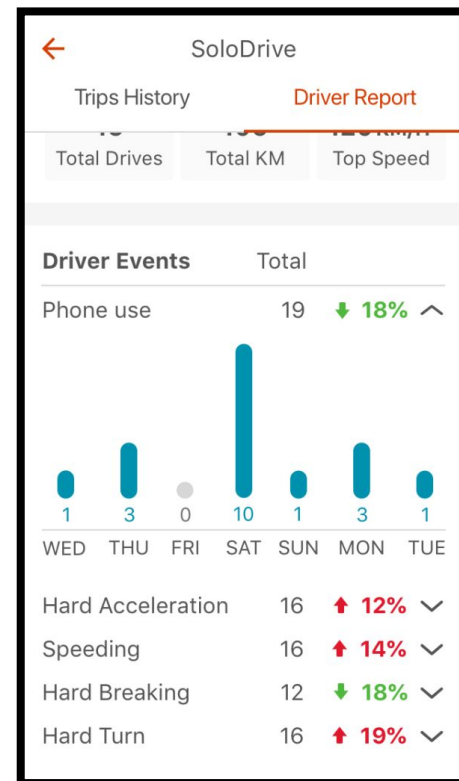 SoloDrive
Trips History Driver Report
Total Drives Total KM Top Speed
Driver Events Total
Phone use 19 18%
1 3 0 10 1 3 1
WED THU FRI SAT SUN MON TUE
Hard Acceleration 16 12%
Speeding 16 14%
Hard Breaking 12 18%
Hard Turn 16 19%